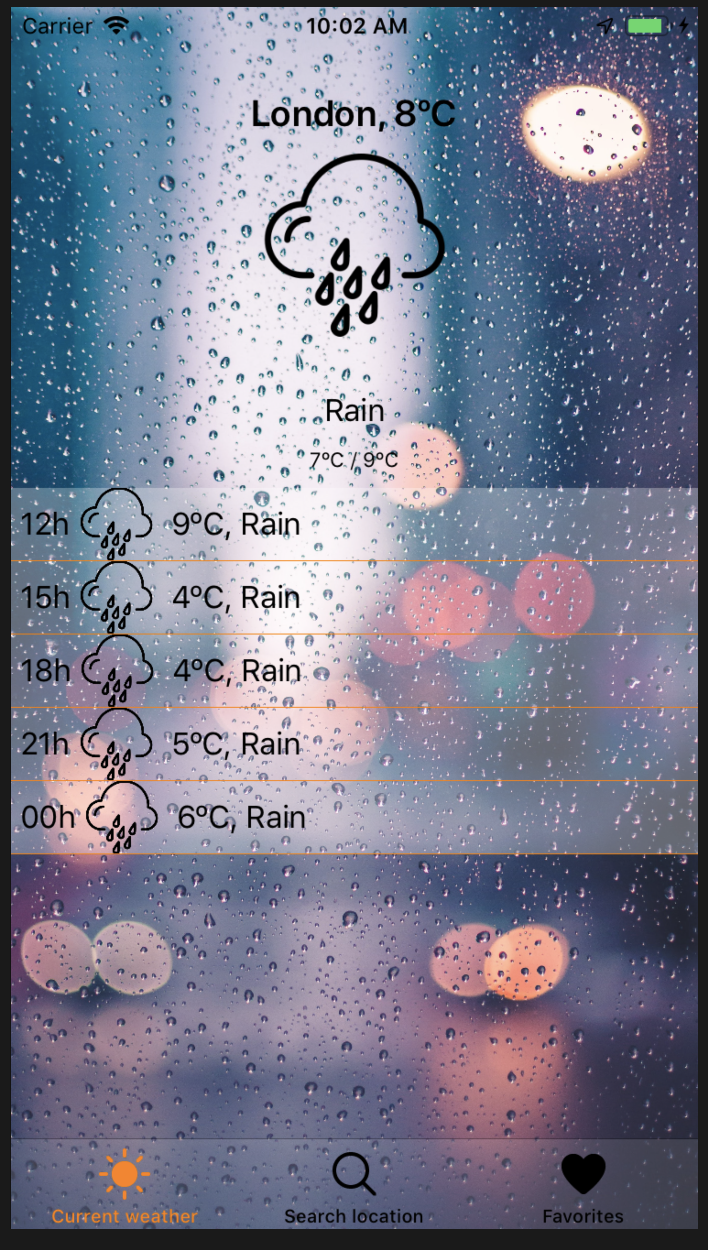 Carrier 10:02 AM
London, 8ºC
Rain
7ºC / 9ºC
12h 9ºC, Rain
15h 4ºC, Rain
18h 4ºC, Rain
21h 5ºC, Rain
00h 6ºC, Rain
Current weather Search location Favorites